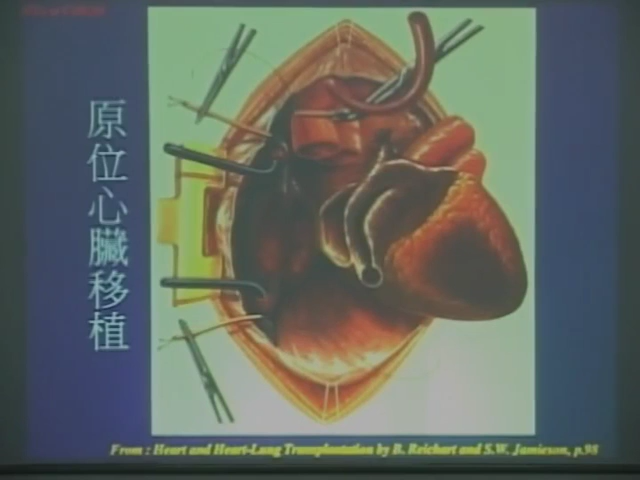 原位心臟移植
From : Heart and Heart-Lung Transplantation by B. Reichart and S.W. Jamieson, p.98